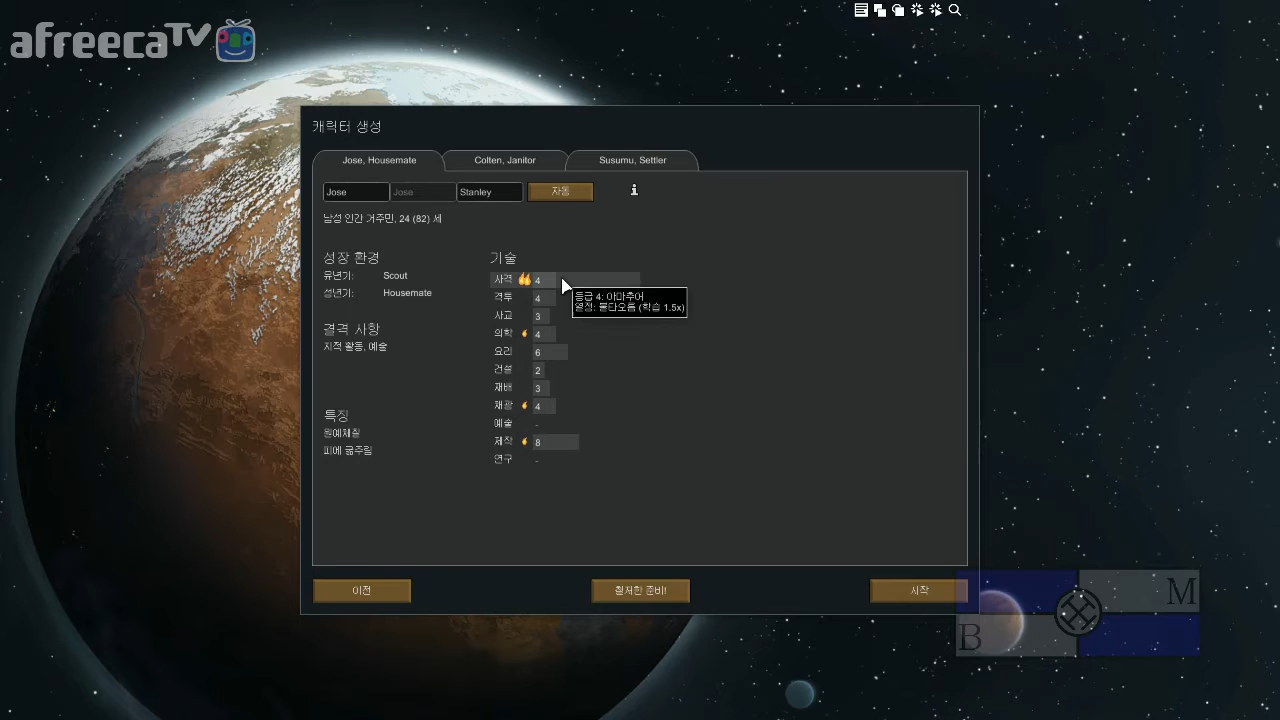 afreecaTV
캐릭터 생성
Jose, Housemate
Colten, Janitor
Susumu, Settler
Jose
Jose
Stanley
자동
남성 인간 거주민, 24 (82) 세
성장 환경
유년기: Scout
성년기: Housemate
결격 사항
지적 활동, 예술
특징
원예체질
피에 굶주림
기술
사격 4
격투 4
사교 3
의학 4
요리 6
건설 2
재배 3
채광 4
예술 -
제작 8
연구 -
등급 4: 아마추어
열정: 불타오름 (학습 1.5x)
이전
철저한 준비!
시작
M
B